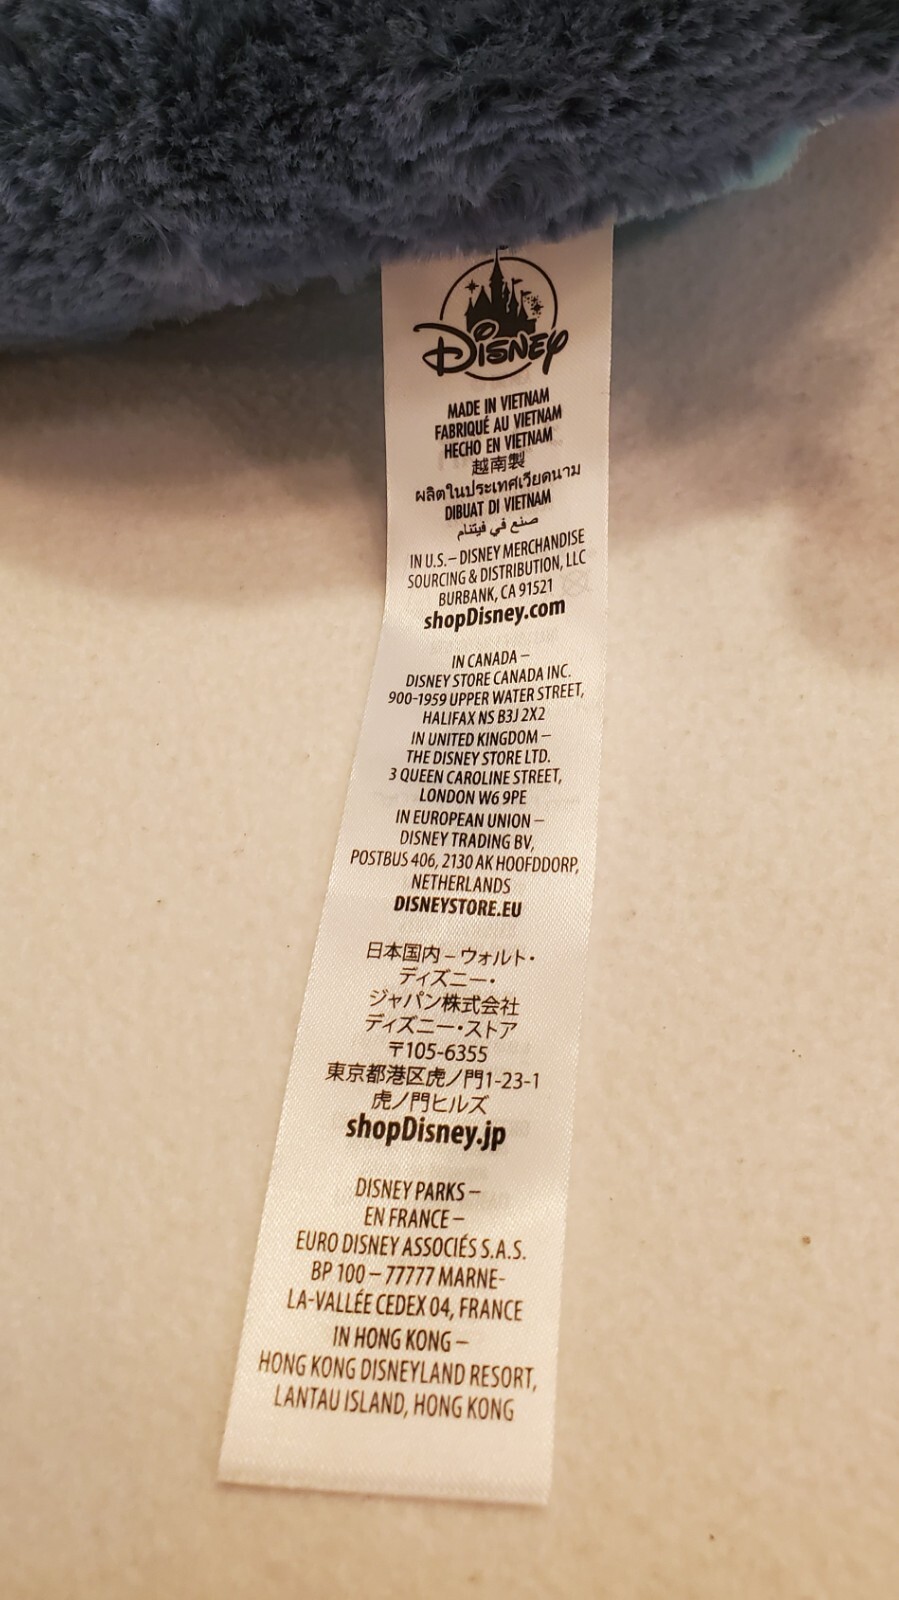 Disney
MADE IN VIETNAM
FABRIQUÉ AU VIETNAM
HECHO EN VIETNAM
越南製
ผลิตในประเทศเวียดนาม
DIBUAT DI VIETNAM
صنع في فيتنام
IN U.S. – DISNEY MERCHANDISE
SOURCING & DISTRIBUTION, LLC
BURBANK, CA 91521
shopDisney.com
IN CANADA –
DISNEY STORE CANADA INC.
900-1959 UPPER WATER STREET,
HALIFAX NS B3J 2X2
IN UNITED KINGDOM –
THE DISNEY STORE LTD.
3 QUEEN CAROLINE STREET,
LONDON W6 9PE
IN EUROPEAN UNION –
DISNEY TRADING BV,
POSTBUS 406, 2130 AK HOOFDDORP,
NETHERLANDS
DISNEYSTORE.EU
日本国内 – ウォルト・
ディズニー・
ジャパン株式会社
ディズニー・ストア
〒105-6355
東京都港区虎ノ門1-23-1
虎ノ門ヒルズ
shopDisney.jp
DISNEY PARKS –
EN FRANCE –
EURO DISNEY ASSOCIÉS S.A.S.
BP 100 – 77777 MARNE-
LA-VALLÉE CEDEX 04, FRANCE
IN HONG KONG –
HONG KONG DISNEYLAND RESORT,
LANTAU ISLAND, HONG KONG